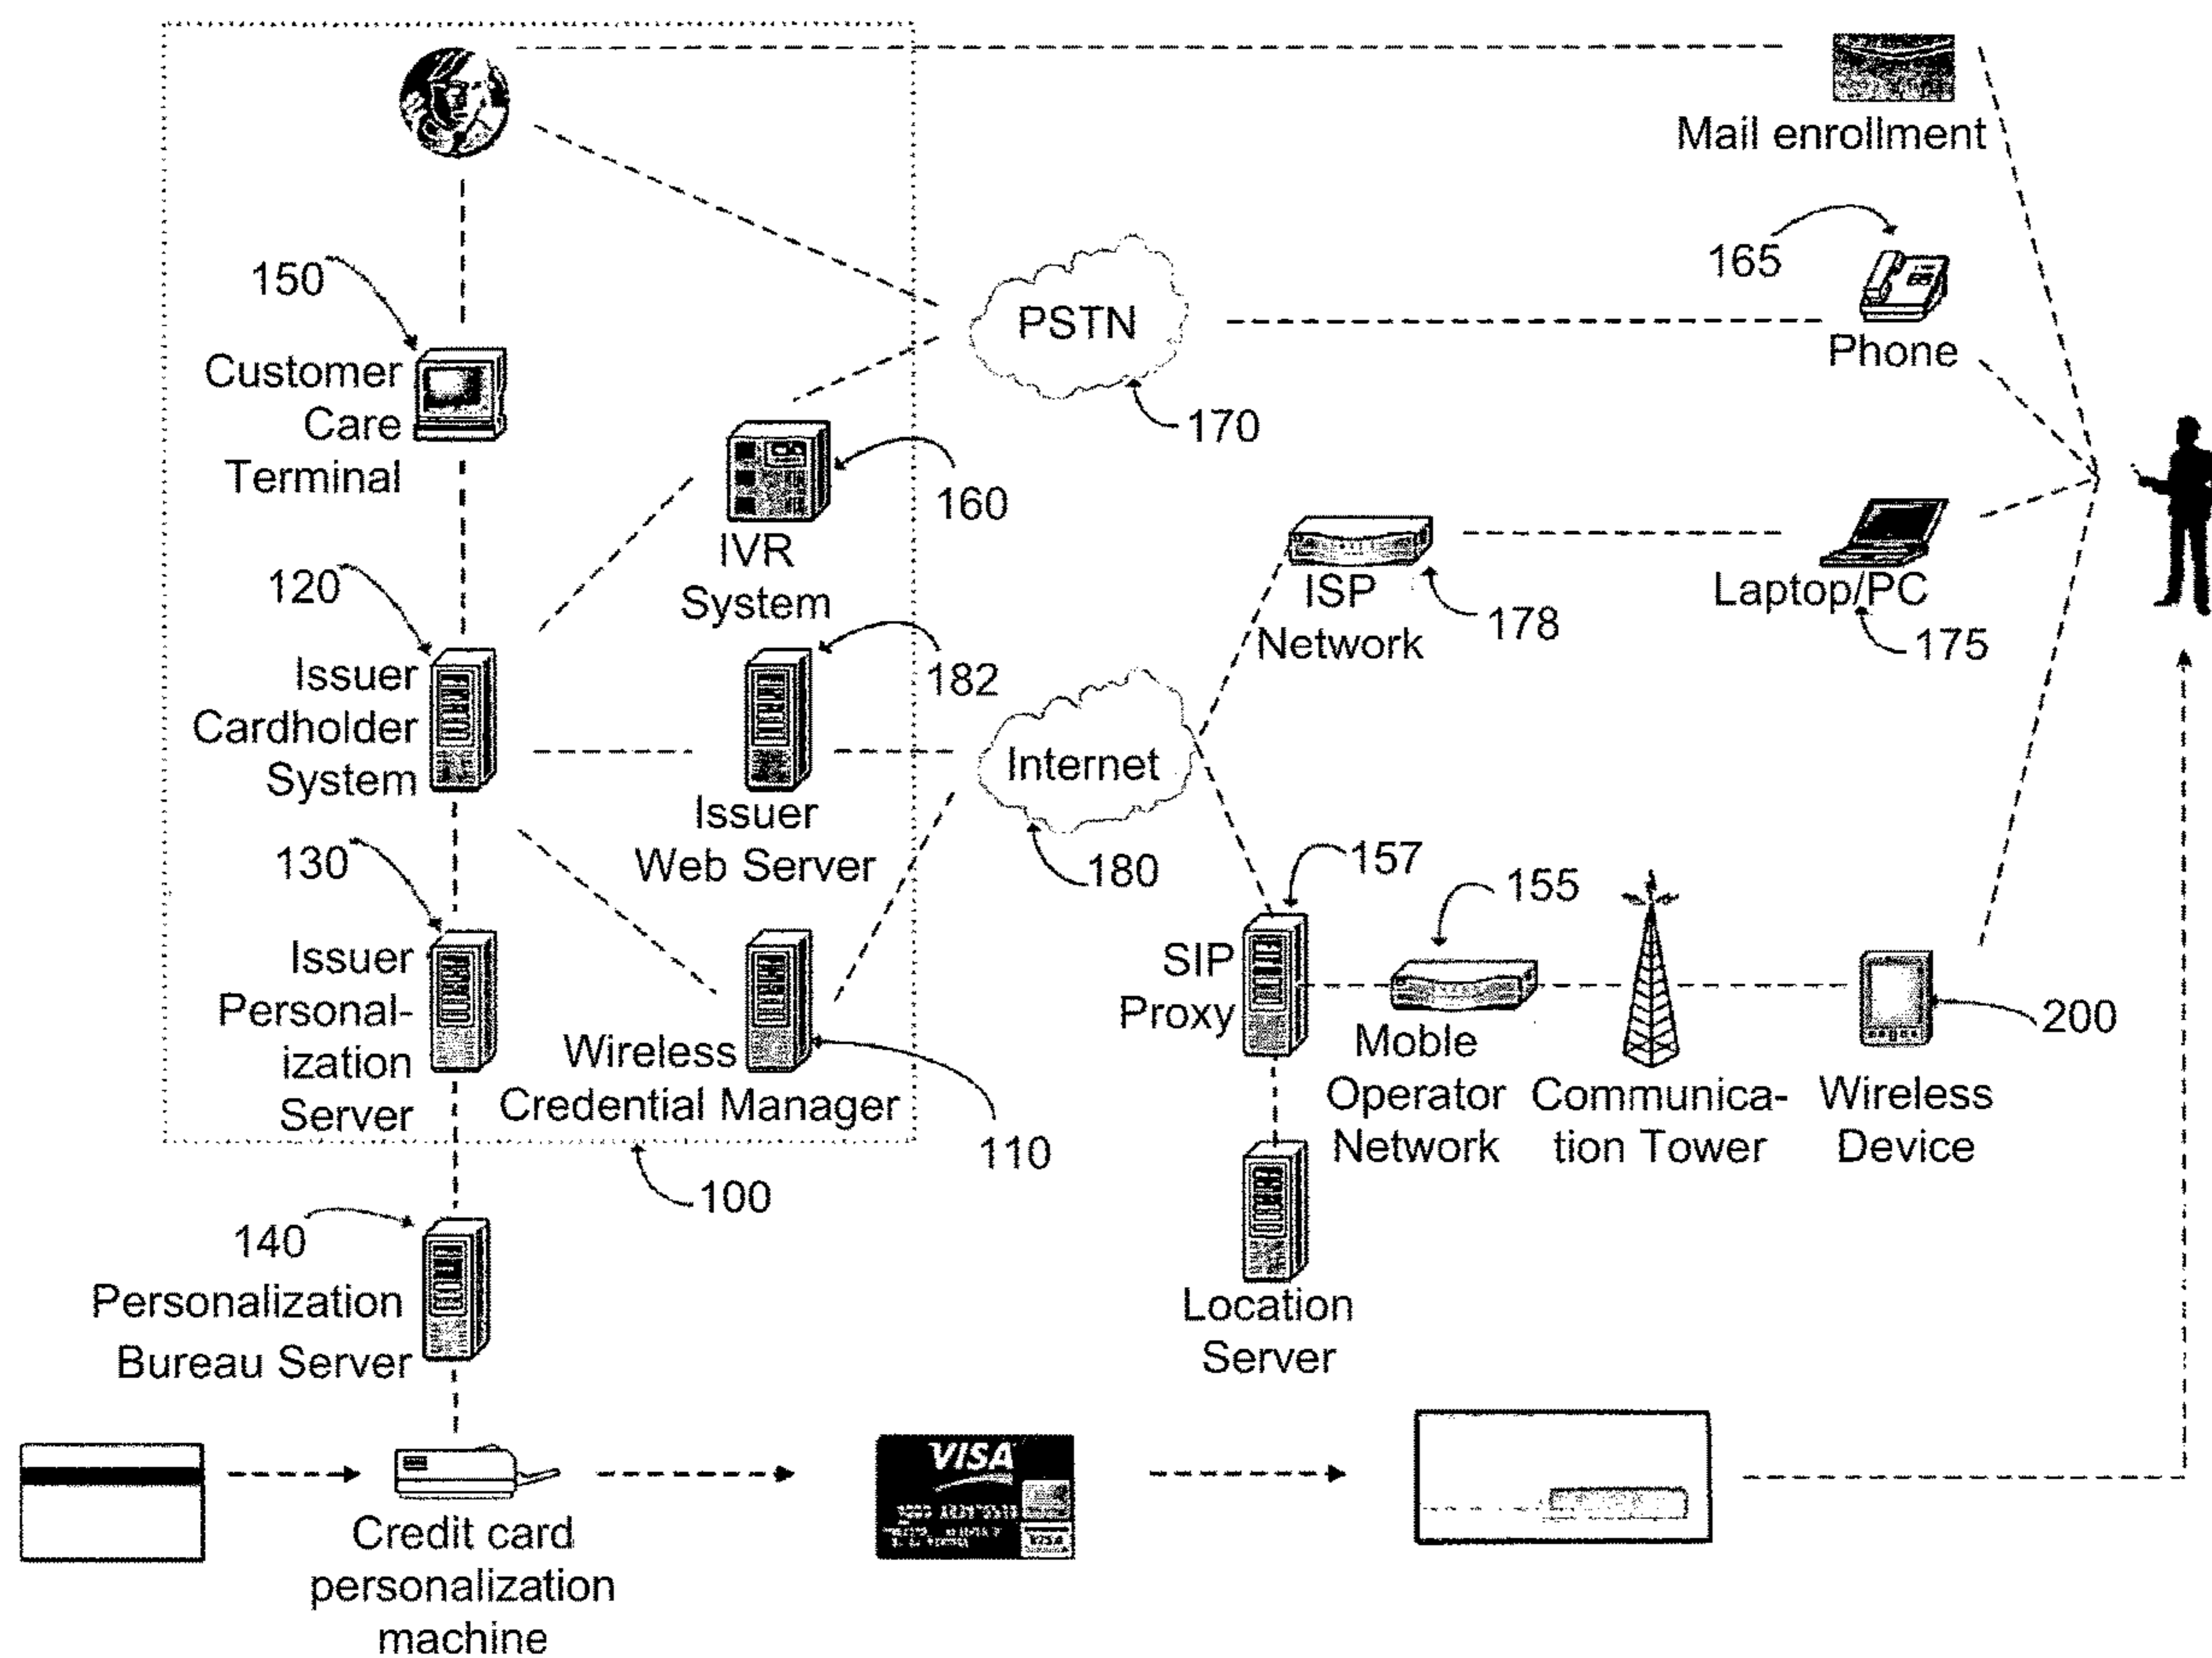 Mail enrollment
150
165
PSTN
Phone
Customer
Care
Terminal
170
160
IVR
System
120
ISP
Network
178
Laptop/PC
175
182
Issuer
Cardholder
System
Internet
Issuer
Web Server
180
130
157
155
SIP
Proxy
Issuer
Personal-
ization
Server
Wireless
Credential Manager
110
100
Moble
Operator
Network
Communica-
tion Tower
Wireless
Device
200
140
Personalization
Bureau Server
Location
Server
VISA
VISA
Credit card
personalization
machine